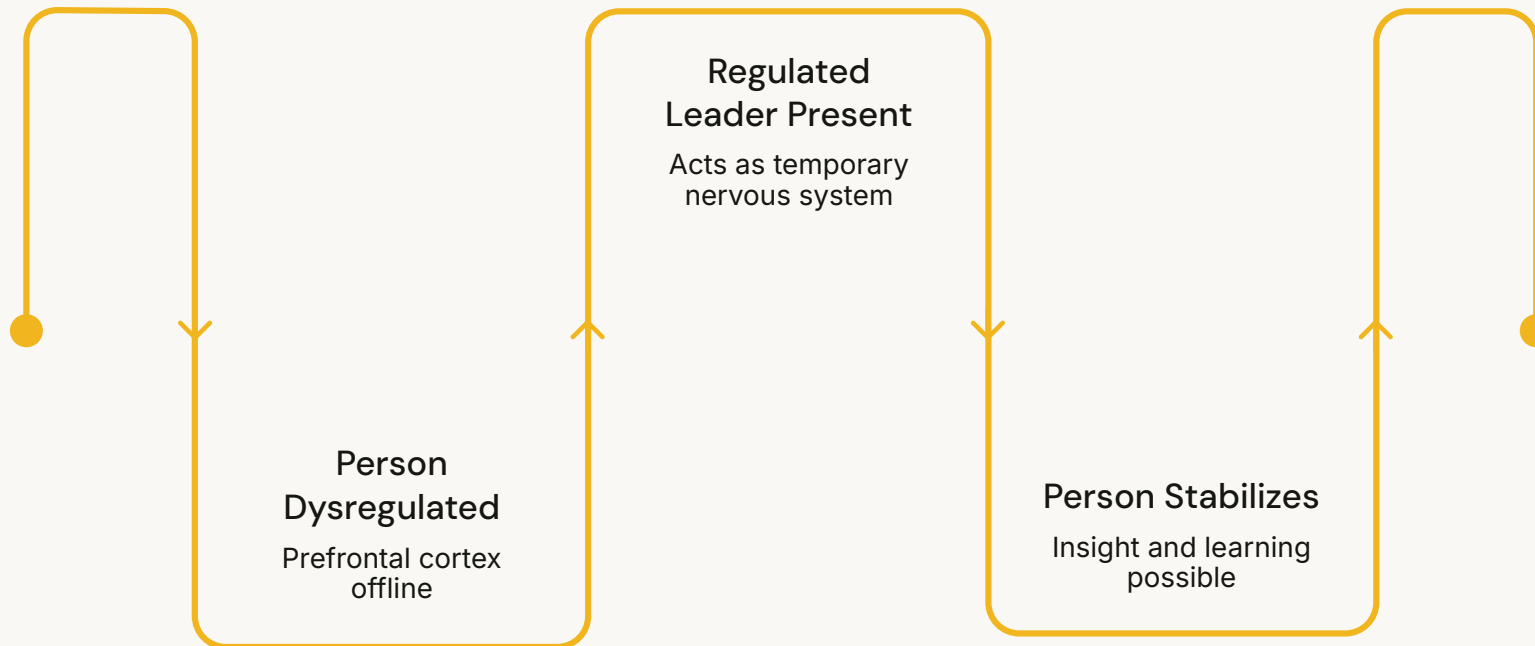 Person
Dysregulated
Prefrontal cortex
offline
Regulated
Leader Present
Acts as temporary
nervous system
Person Stabilizes
Insight and learning
possible